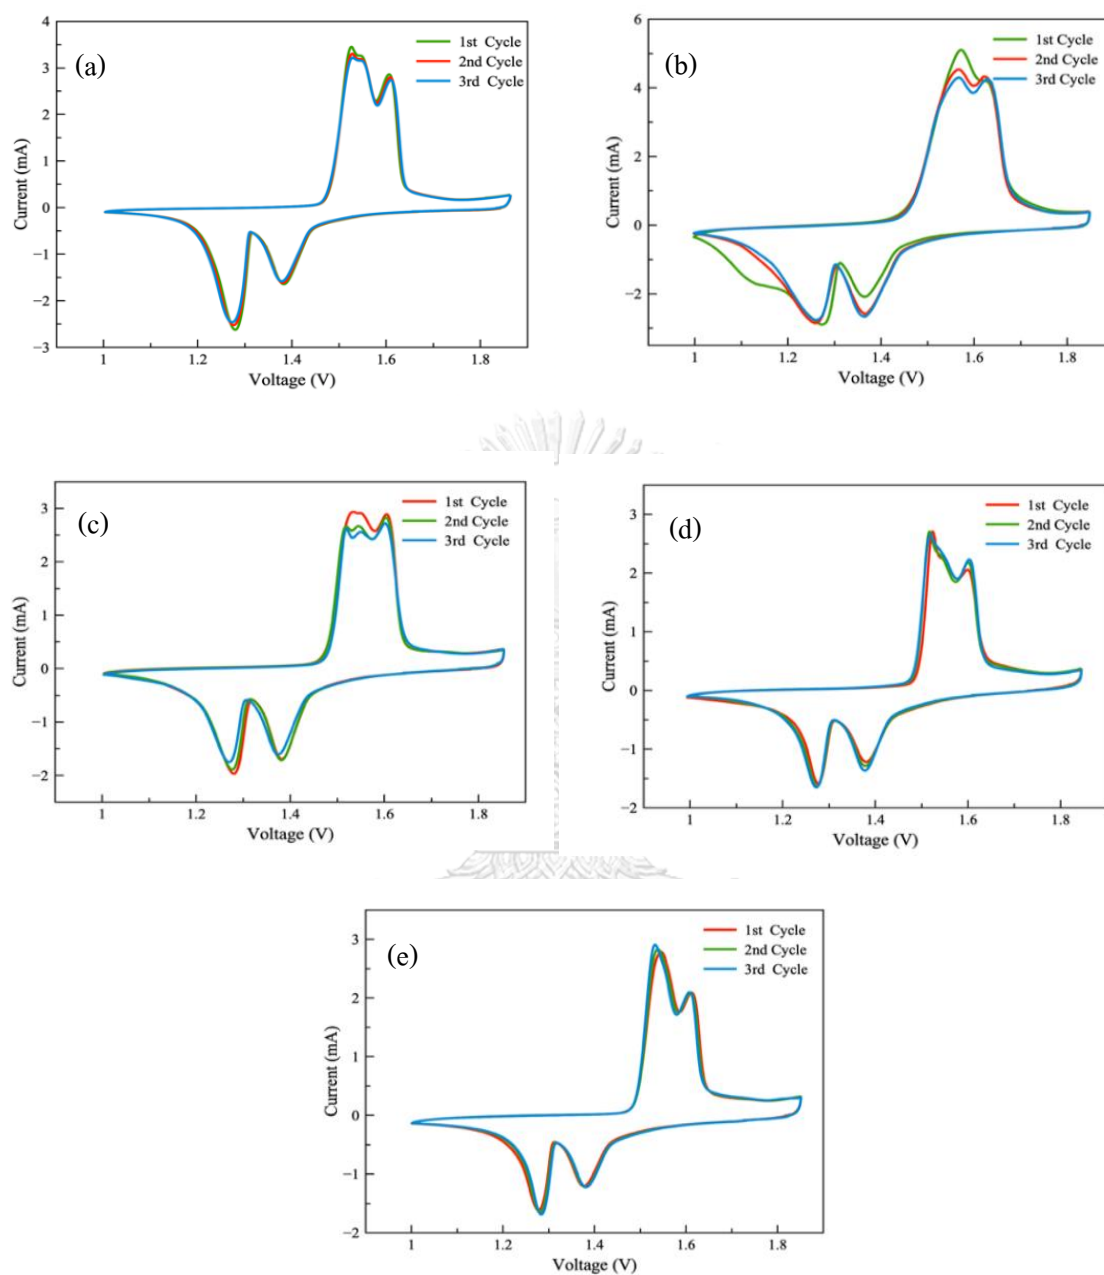 (a)
1st Cycle
2nd Cycle
3rd Cycle
4
3
2
1
0
−1
−2
−3
Current (mA)
1
1.2
1.4
1.6
1.8
Voltage (V)
(b)
1st Cycle
2nd Cycle
3rd Cycle
6
4
2
0
−2
Current (mA)
1
1.2
1.4
1.6
1.8
Voltage (V)
(c)
1st Cycle
2nd Cycle
3rd Cycle
3
2
1
0
−1
−2
Current (mA)
1
1.2
1.4
1.6
1.8
Voltage (V)
(d)
1st Cycle
2nd Cycle
3rd Cycle
3
2
1
0
−1
−2
Current (mA)
1
1.2
1.4
1.6
1.8
Voltage (V)
(e)
1st Cycle
2nd Cycle
3rd Cycle
3
2
1
0
−1
−2
Current (mA)
1
1.2
1.4
1.6
1.8
Voltage (V)